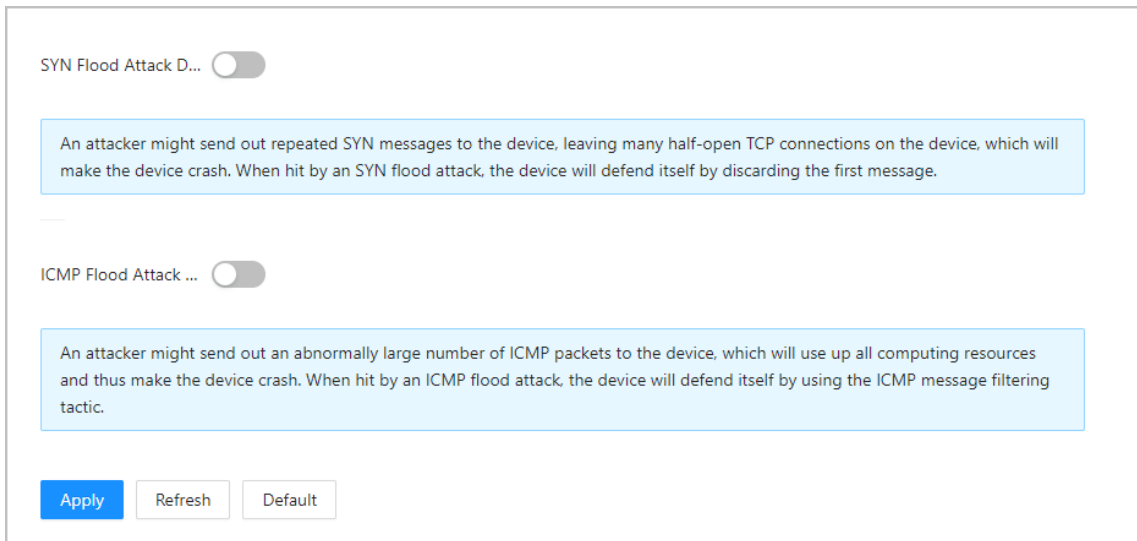 SYN Flood Attack D...
An attacker might send out repeated SYN messages to the device, leaving many half-open TCP connections on the device, which will
make the device crash. When hit by an SYN flood attack, the device will defend itself by discarding the first message.
ICMP Flood Attack ...
An attacker might send out an abnormally large number of ICMP packets to the device, which will use up all computing resources
and thus make the device crash. When hit by an ICMP flood attack, the device will defend itself by using the ICMP message filtering
tactic.
Apply Refresh Default